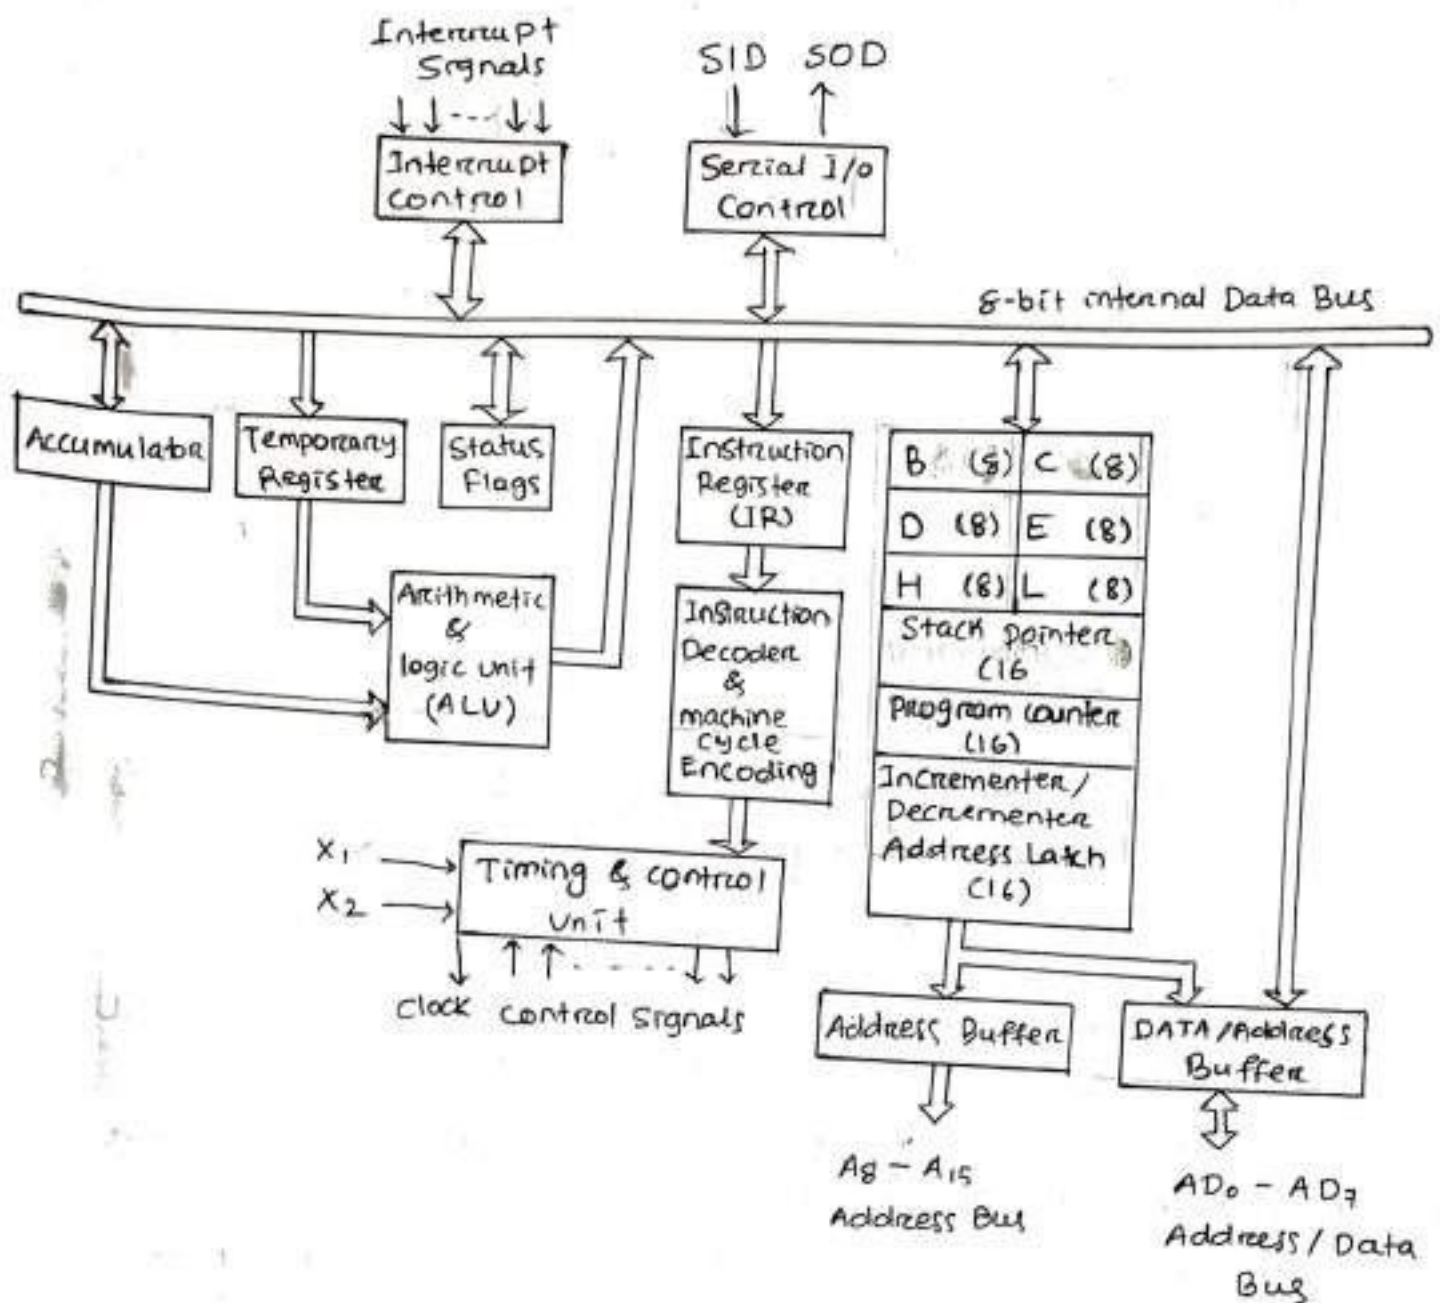 Interrupt
Signals
SID SOD
Interrupt
Control
Serial I/o
Control
8-bit internal Data Bus
Accumulator
Temporary
Register
Status
Flags
Instruction
Register
(IR)
B (8) C (8)
D (8) E (8)
H (8) L (8)
Stack pointer
(16
Program counter
(16)
Incrementer/
Decrementer
Address Latch
(16)
Arithmetic
&
logic unit
(ALU)
Instruction
Decoder
&
machine
cycle
Encoding
X1
X2
Timing & control
Unit
Clock control signals
Address Buffer
DATA/Address
Buffer
A8 - A15
Address Bus
AD0 - AD7
Address / Data
Bus